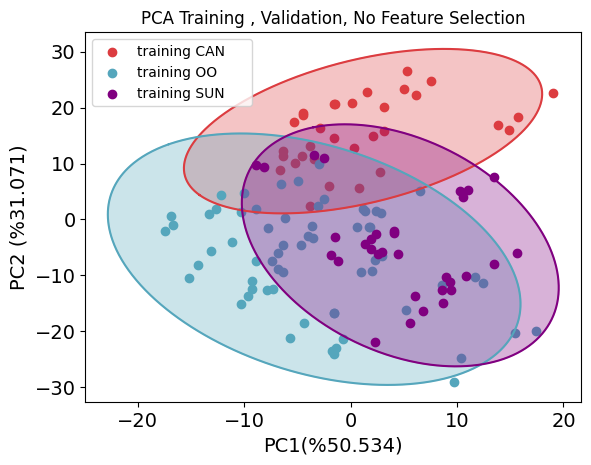 PCA Training , Validation, No Feature Selection
training CAN
training OO
training SUN
30
20
10
0
−10
−20
−30
PC2 (%31.071)
−20
−10
0
10
20
PC1(%50.534)